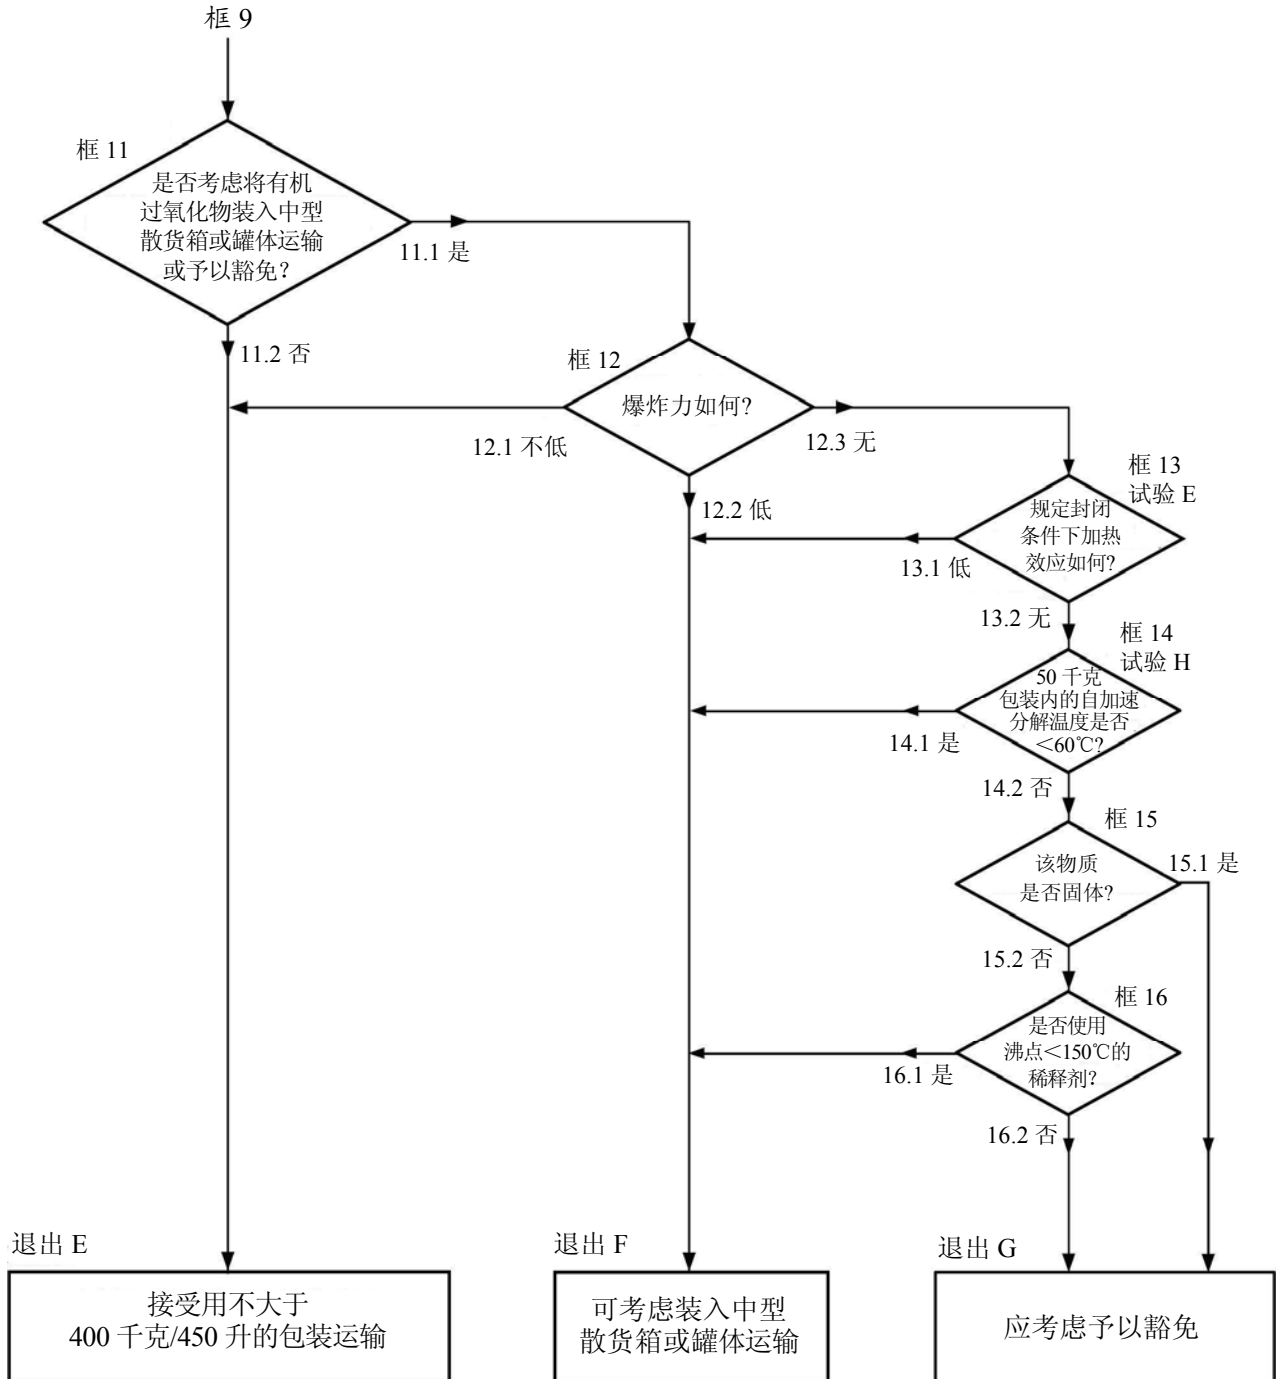 框 9
框 11
是否考虑将有机
过氧化物装入中型
散货箱或罐体运输
或予以豁免?
11.1 是
11.2 否
框 12
爆炸力如何?
12.1 不低
12.3 无
12.2 低
框 13
试验 E
规定封闭
条件下加热
效应如何?
13.1 低
13.2 无
框 14
试验 H
50 千克
包装内的自加速
分解温度是否
<60℃?
14.1 是
14.2 否
框 15
该物质
是否固体?
15.1 是
15.2 否
框 16
是否使用
沸点<150℃的
稀释剂?
16.1 是
16.2 否
退出 E
接受用不大于
400 千克/450 升的包装运输
退出 F
可考虑装入中型
散货箱或罐体运输
退出 G
应考虑予以豁免